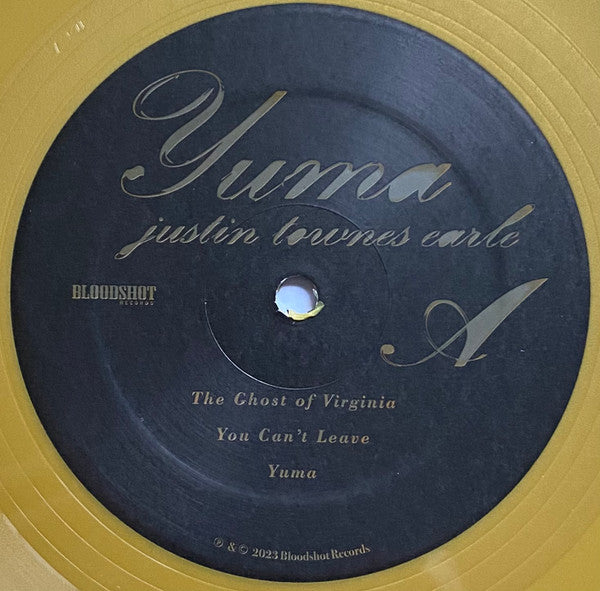 Yuma
justin townes earle
BLOODSHOT
RECORDS
A
The Ghost of Virginia
You Can't Leave
Yuma
℗ & © 2023 Bloodshot Records